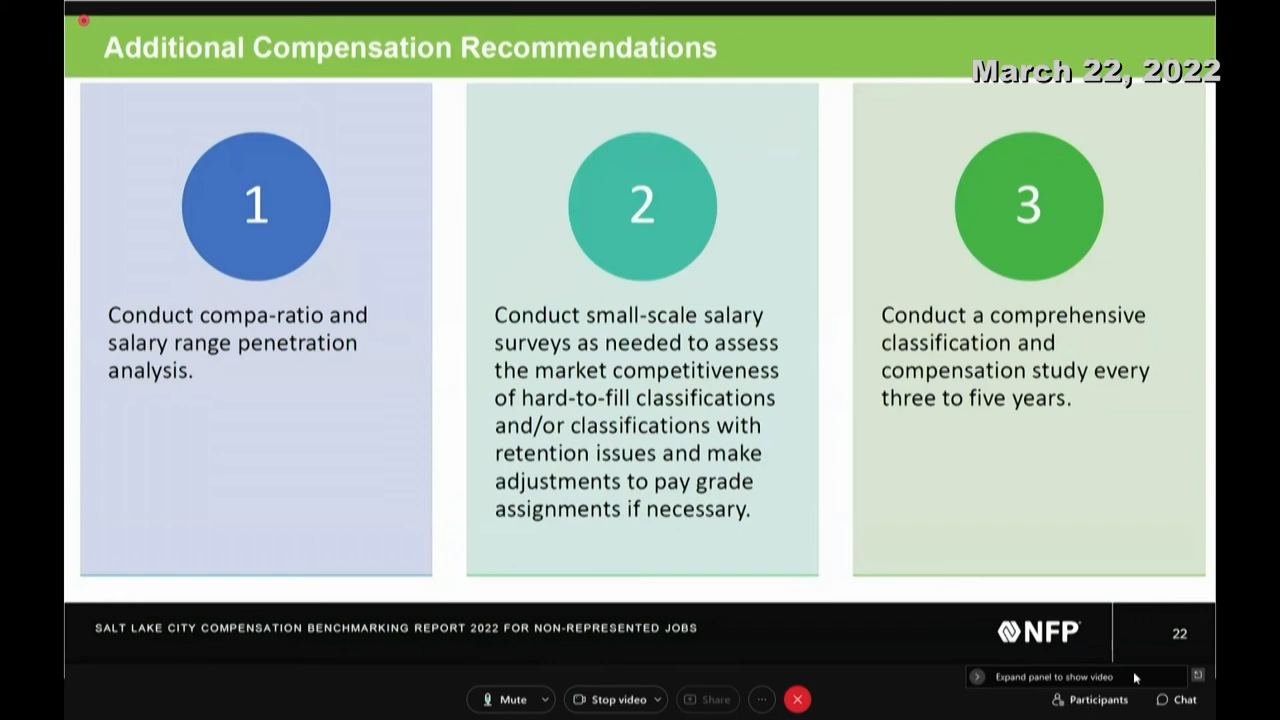 Additional Compensation Recommendations
March 22, 2022
1
Conduct compa-ratio and
salary range penetration
analysis.
2
Conduct small-scale salary
surveys as needed to assess
the market competitiveness
of hard-to-fill classifications
and/or classifications with
retention issues and make
adjustments to pay grade
assignments if necessary.
3
Conduct a comprehensive
classification and
compensation study every
three to five years.
SALT LAKE CITY COMPENSATION BENCHMARKING REPORT 2022 FOR NON-REPRESENTED JOBS
NFP
22
Expand panel to show video
Mute
Stop video
Share
Participants
Chat